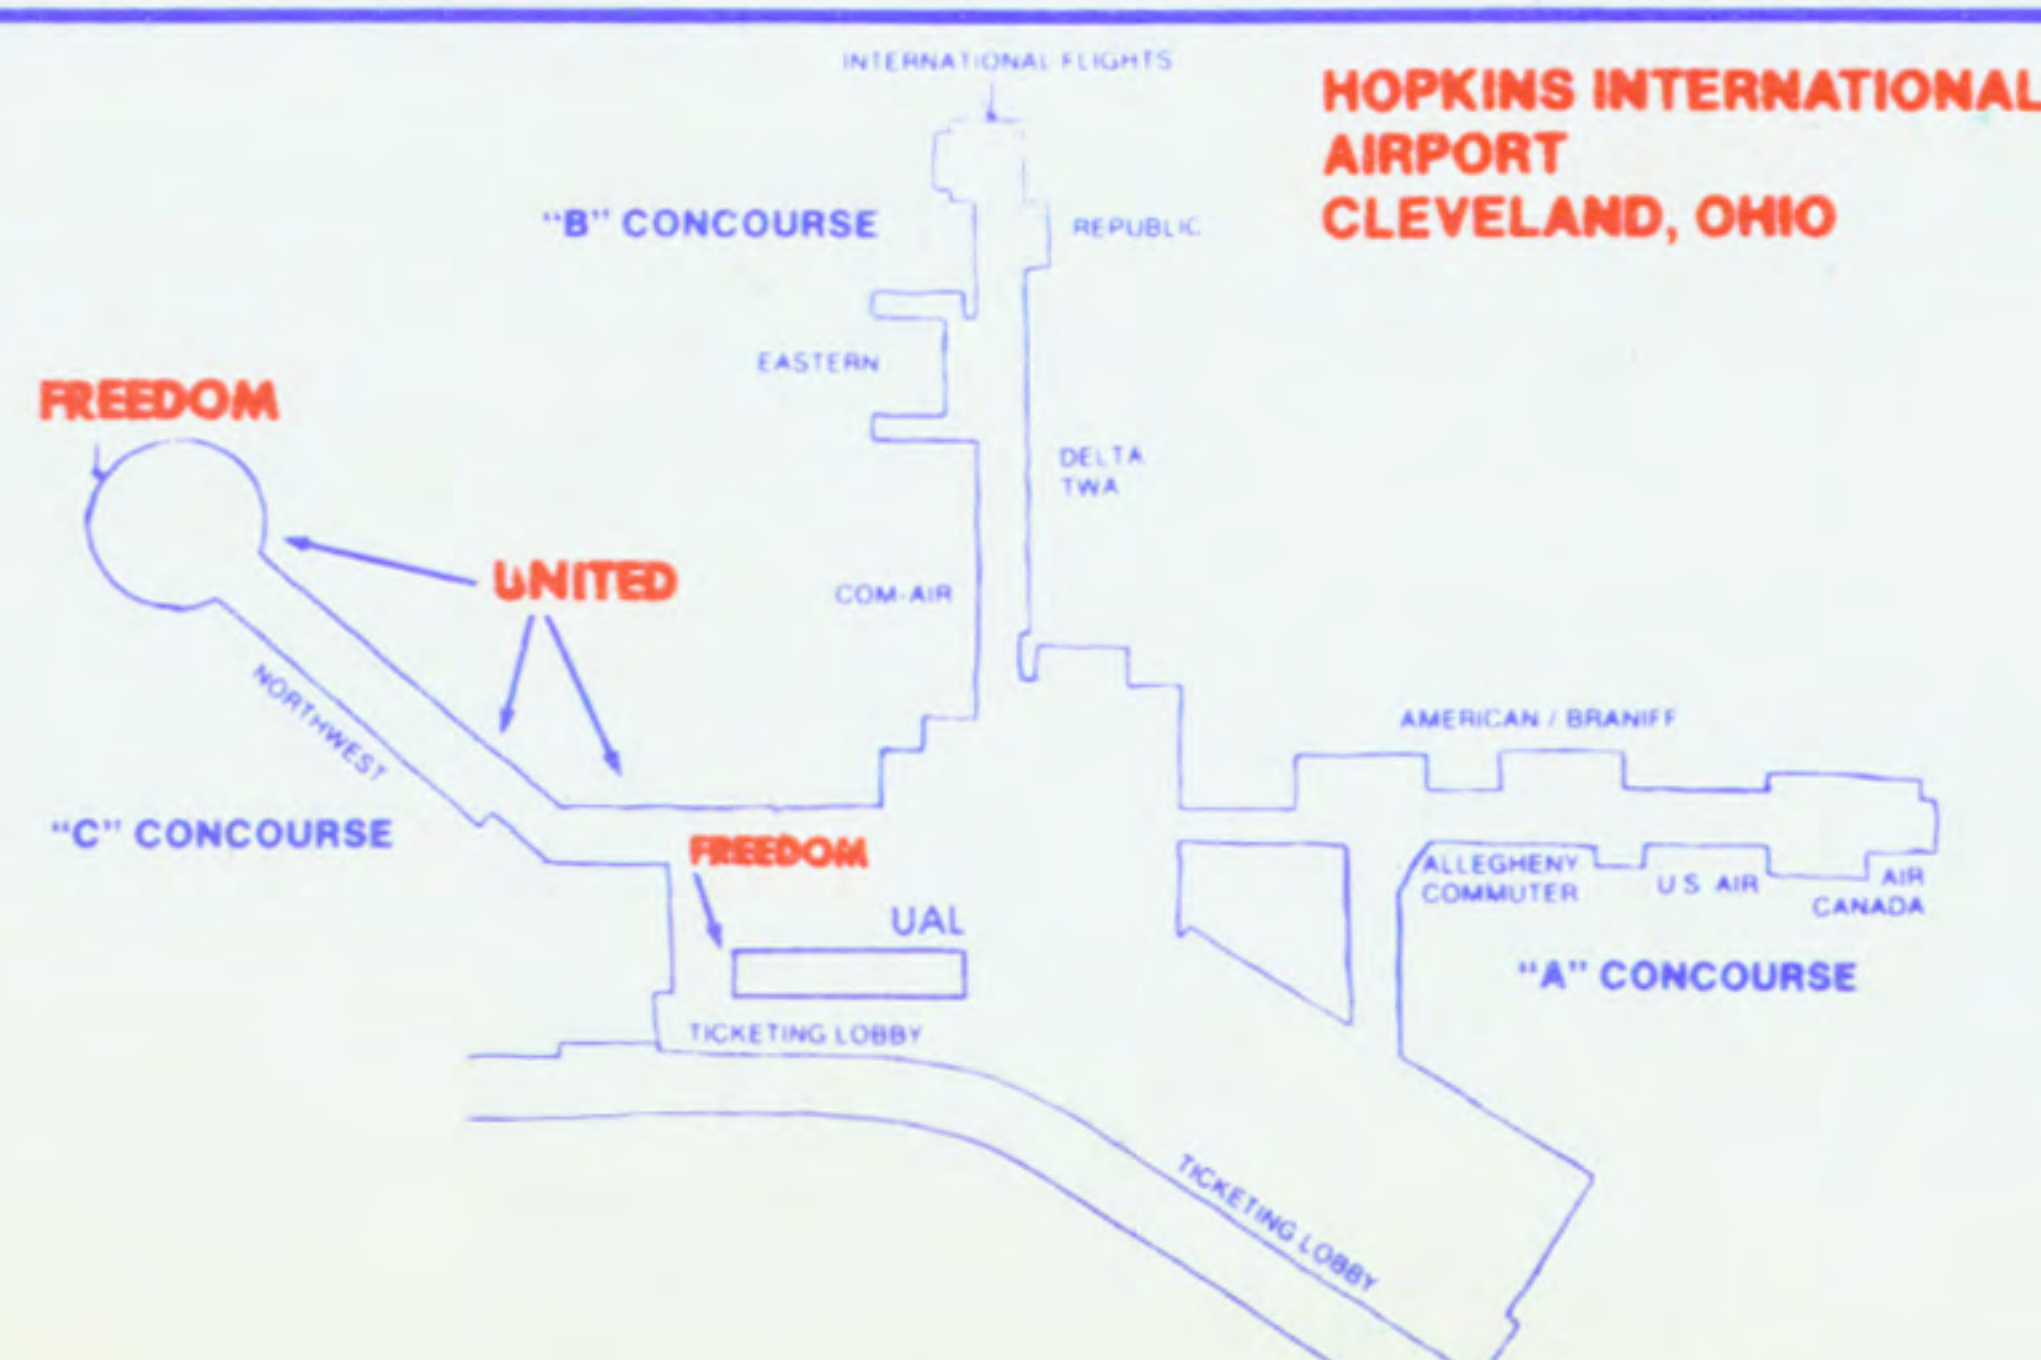 INTERNATIONAL FLIGHTS
HOPKINS INTERNATIONAL
AIRPORT
CLEVELAND, OHIO
"B" CONCOURSE
REPUBLIC
EASTERN
FREEDOM
DELTA
TWA
UNITED
COM-AIR
NORTHWEST
AMERICAN / BRANIFF
"C" CONCOURSE
FREEDOM
ALLEGHENY
COMMUTER
U S AIR
AIR
CANADA
UAL
"A" CONCOURSE
TICKETING LOBBY
TICKETING LOBBY